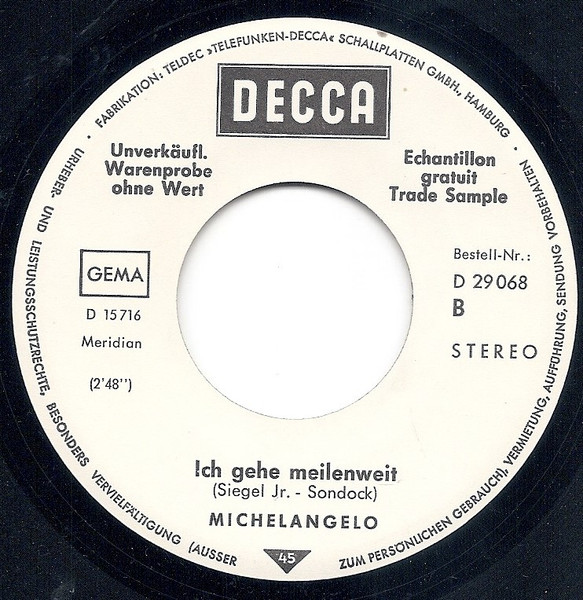 · FABRIKATION: TELDEC »TELEFUNKEN-DECCA« SCHALLPLATTEN GMBH., HAMBURG ·
DECCA
Unverkäufl.
Warenprobe
ohne Wert
Echantillon
gratuit
Trade Sample
GEMA
D 15716
Meridian
(2'48'')
Bestell-Nr.:
D 29068
B
STEREO
Ich gehe meilenweit
(Siegel Jr. - Sondock)
MICHELANGELO
45
URHEBER- UND LEISTUNGSSCHUTZRECHTE, BESONDERS VERVIELFÄLTIGUNG (AUSSER ZUM PERSÖNLICHEN GEBRAUCH), VERMIETUNG, AUFFÜHRUNG, SENDUNG VORBEHALTEN